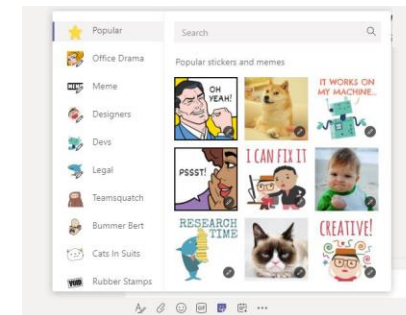 Popular
Office Drama
Meme
Designers
Devs
Legal
Teamsquatch
Bummer Bert
Cats In Suits
Rubber Stamps
Search
Popular stickers and memes
OH YEAH!
IT WORKS ON
MY MACHINE...
PSSST!
I CAN FIX IT
RESEARCH
TIME
CREATIVE!
GIF